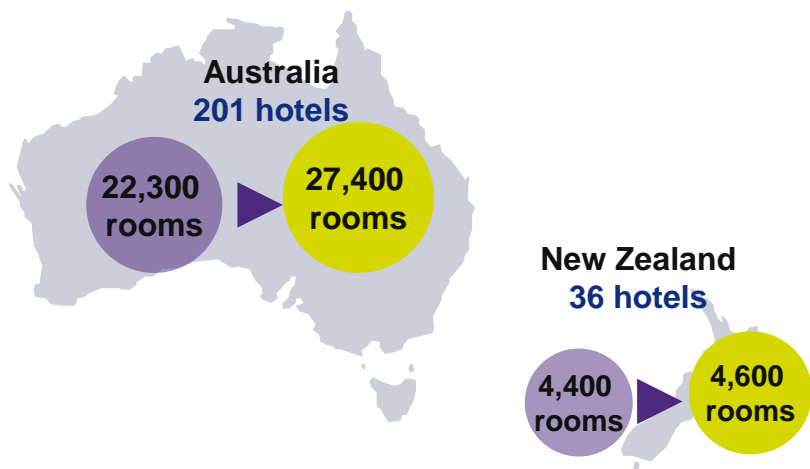 Australia
201 hotels
22,300
rooms
27,400
rooms
New Zealand
36 hotels
4,400
rooms
4,600
rooms